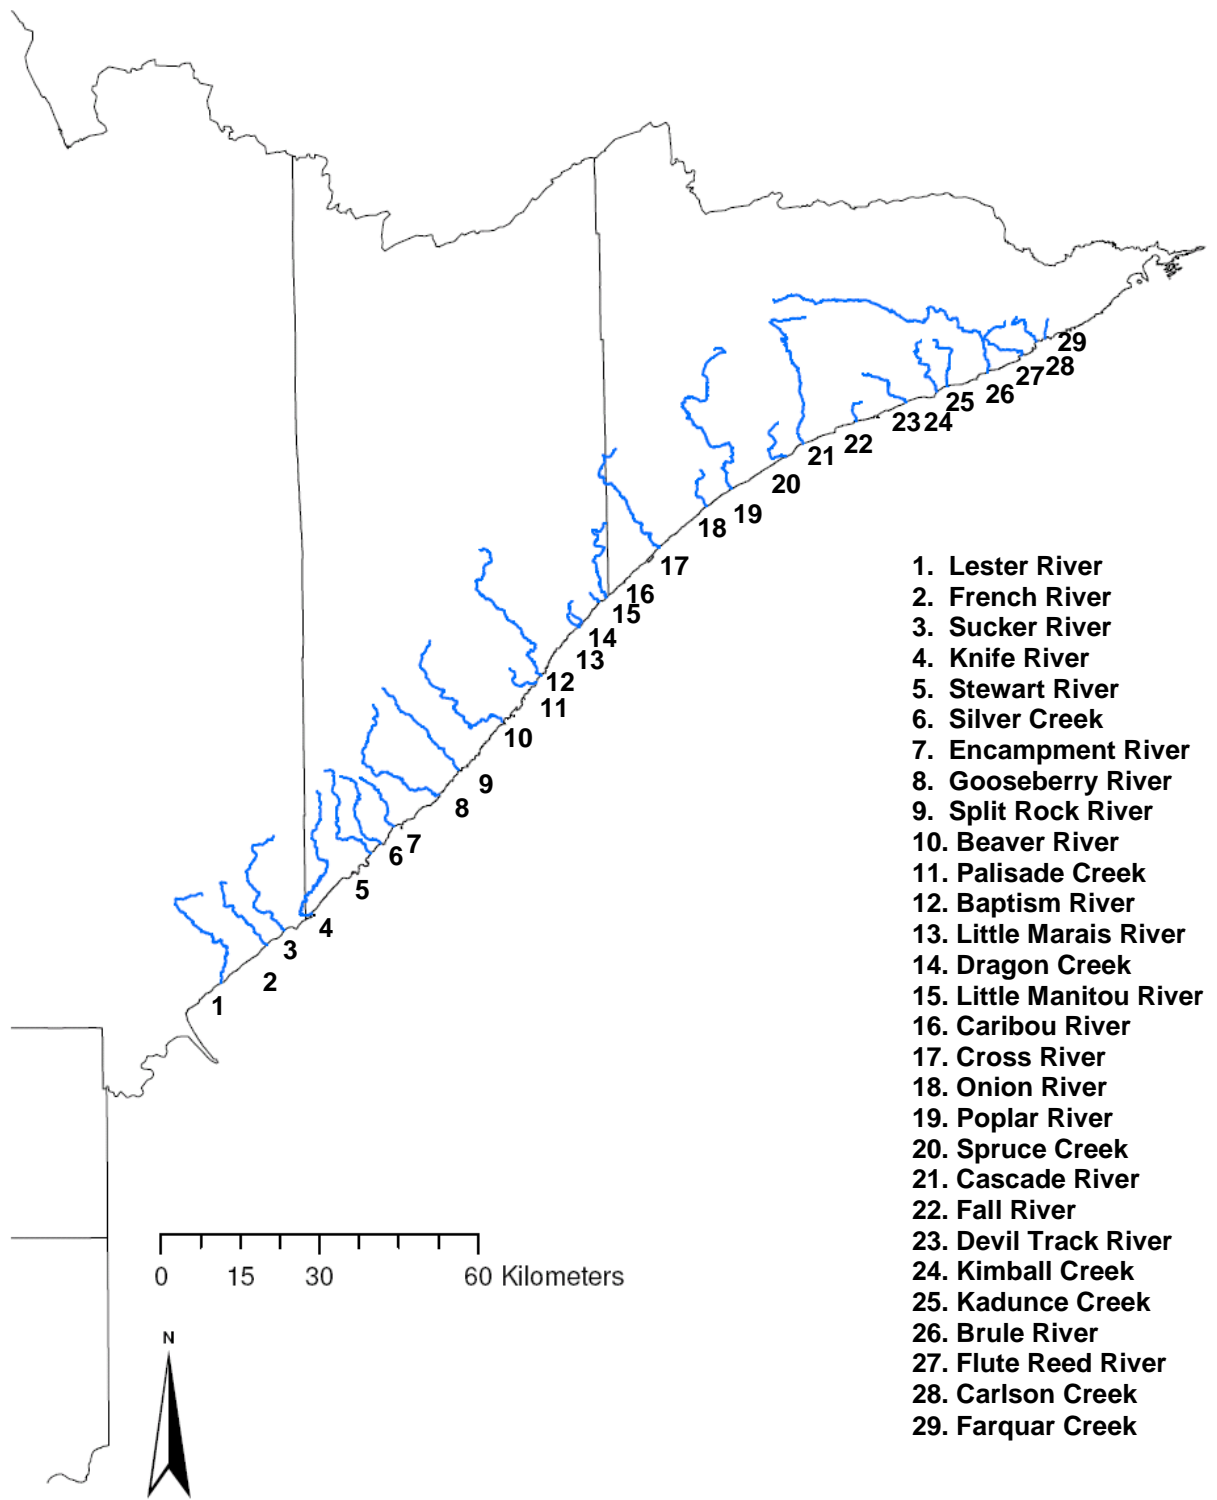 29
28
27
26
25
24
23
22
21
20
19
18
17
16
15
14
13
12
11
10
9
8
7
6
5
4
3
2
1
1. Lester River
2. French River
3. Sucker River
4. Knife River
5. Stewart River
6. Silver Creek
7. Encampment River
8. Gooseberry River
9. Split Rock River
10. Beaver River
11. Palisade Creek
12. Baptism River
13. Little Marais River
14. Dragon Creek
15. Little Manitou River
16. Caribou River
17. Cross River
18. Onion River
19. Poplar River
20. Spruce Creek
21. Cascade River
22. Fall River
23. Devil Track River
24. Kimball Creek
25. Kadunce Creek
26. Brule River
27. Flute Reed River
28. Carlson Creek
29. Farquar Creek
0 15 30 60 Kilometers
N